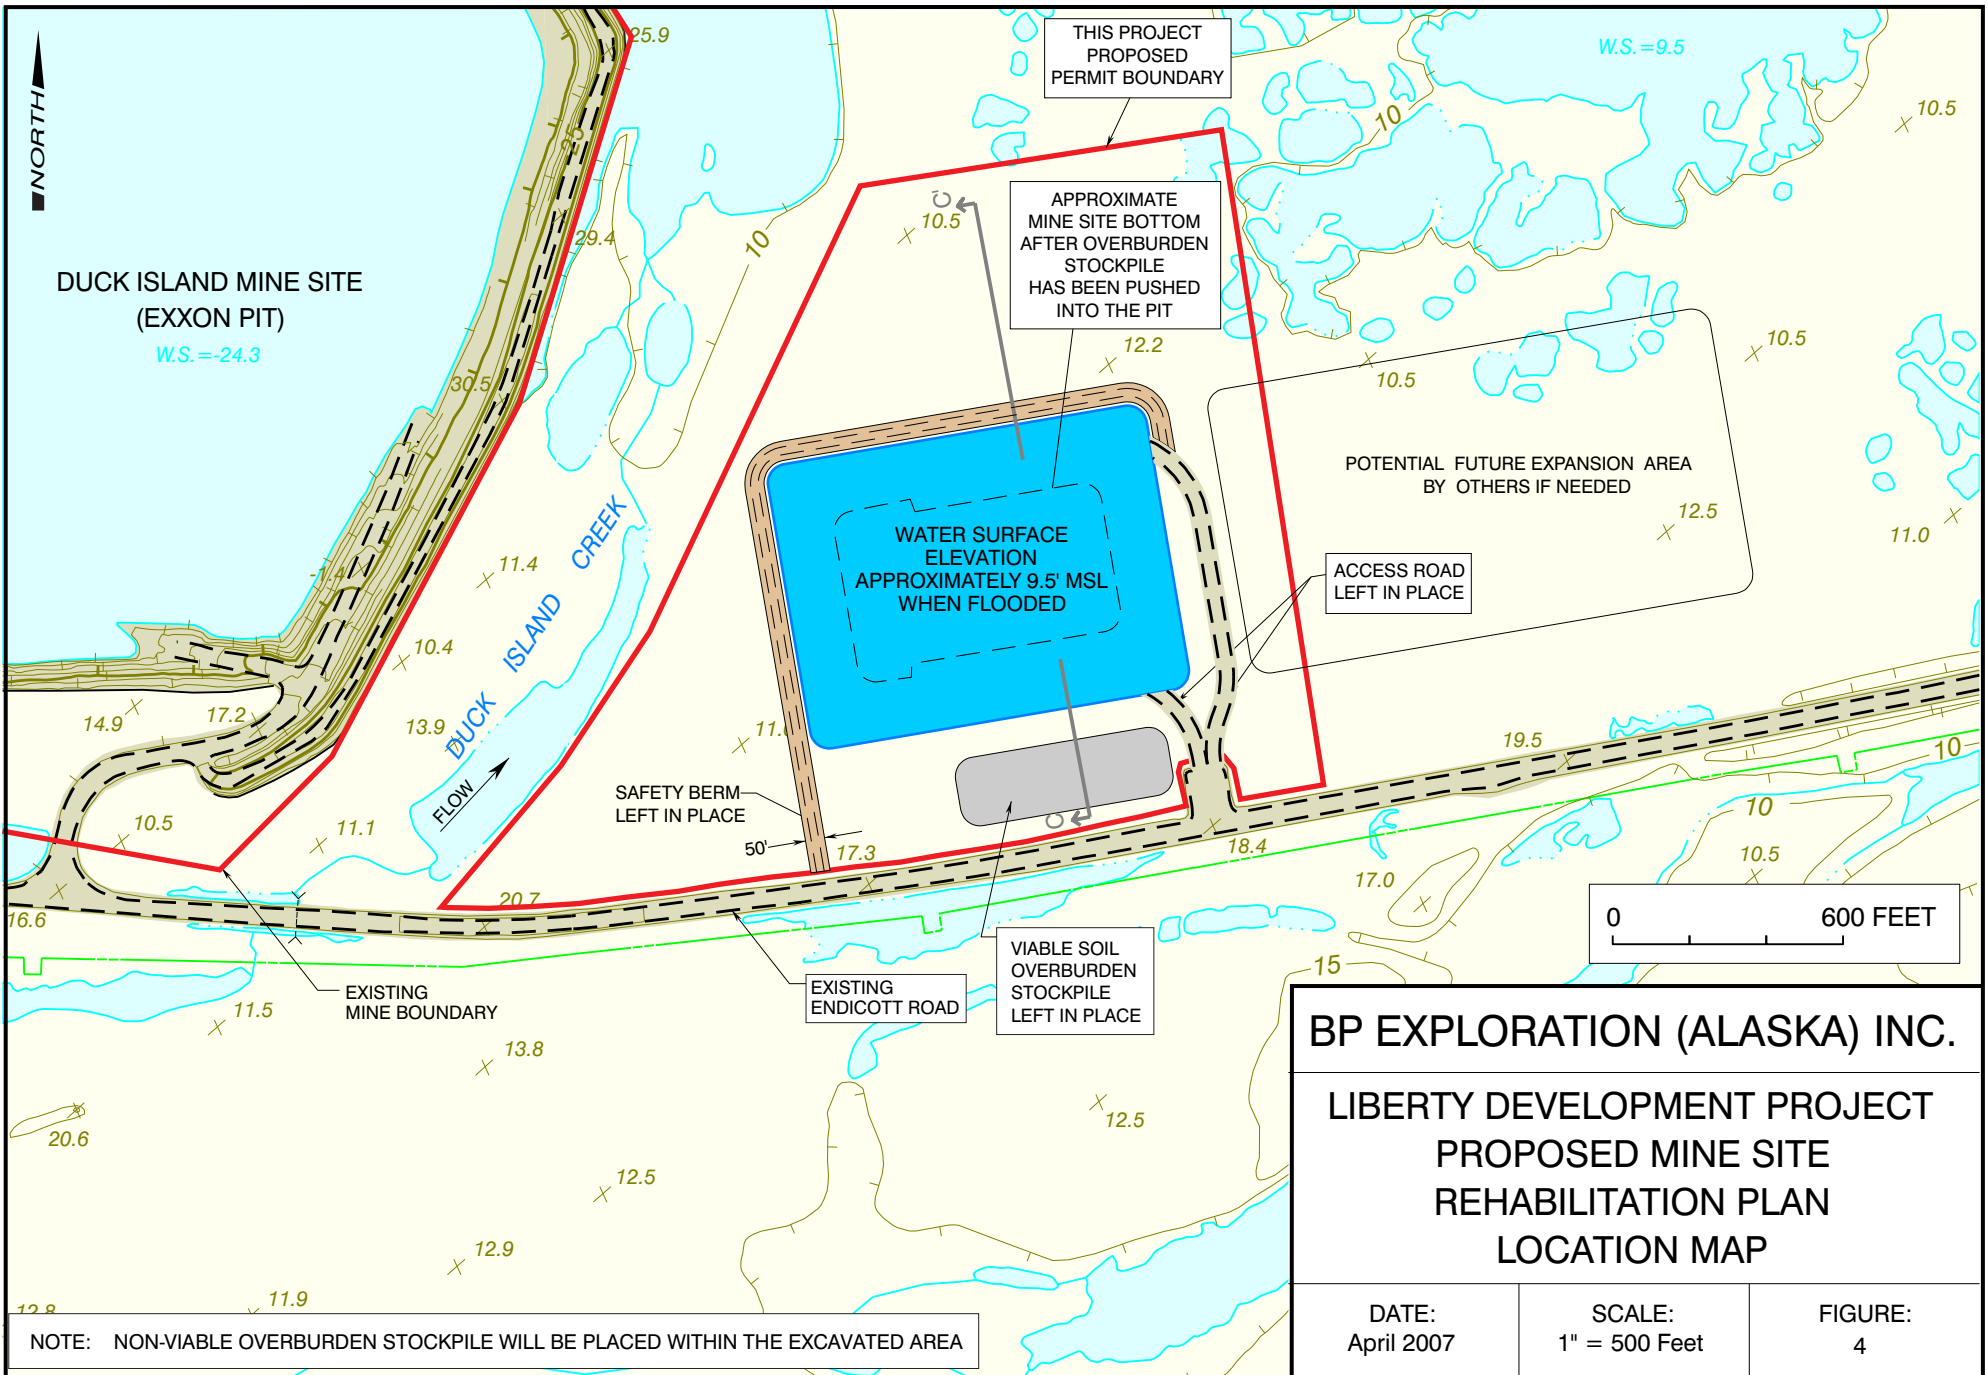 NORTH
25.9
THIS PROJECT
PROPOSED
PERMIT BOUNDARY
W.S.=9.5
10.5
10
25
29.4
10
C
10.5
APPROXIMATE
MINE SITE BOTTOM
AFTER OVERBURDEN
STOCKPILE
HAS BEEN PUSHED
INTO THE PIT
DUCK ISLAND MINE SITE
(EXXON PIT)
W.S.=-24.3
12.2
10.5
10.5
30.5
POTENTIAL FUTURE EXPANSION AREA
BY OTHERS IF NEEDED
12.5
11.0
WATER SURFACE
ELEVATION
APPROXIMATELY 9.5' MSL
WHEN FLOODED
ACCESS ROAD
LEFT IN PLACE
-1.4
11.4
DUCK ISLAND CREEK
10.4
14.9
17.2
13.9
11.
19.5
10
FLOW
SAFETY BERM
LEFT IN PLACE
50'
C
17.3
18.4
10
10.5
17.0
10.5
11.1
16.6
20.7
0 600 FEET
EXISTING
MINE BOUNDARY
EXISTING
ENDICOTT ROAD
VIABLE SOIL
OVERBURDEN
STOCKPILE
LEFT IN PLACE
15
11.5
13.8
20.6
12.5
12.5
12.9
11.9
12.8
NOTE: NON-VIABLE OVERBURDEN STOCKPILE WILL BE PLACED WITHIN THE EXCAVATED AREA
BP EXPLORATION (ALASKA) INC.
LIBERTY DEVELOPMENT PROJECT
PROPOSED MINE SITE
REHABILITATION PLAN
LOCATION MAP
DATE:
April 2007
SCALE:
1" = 500 Feet
FIGURE:
4